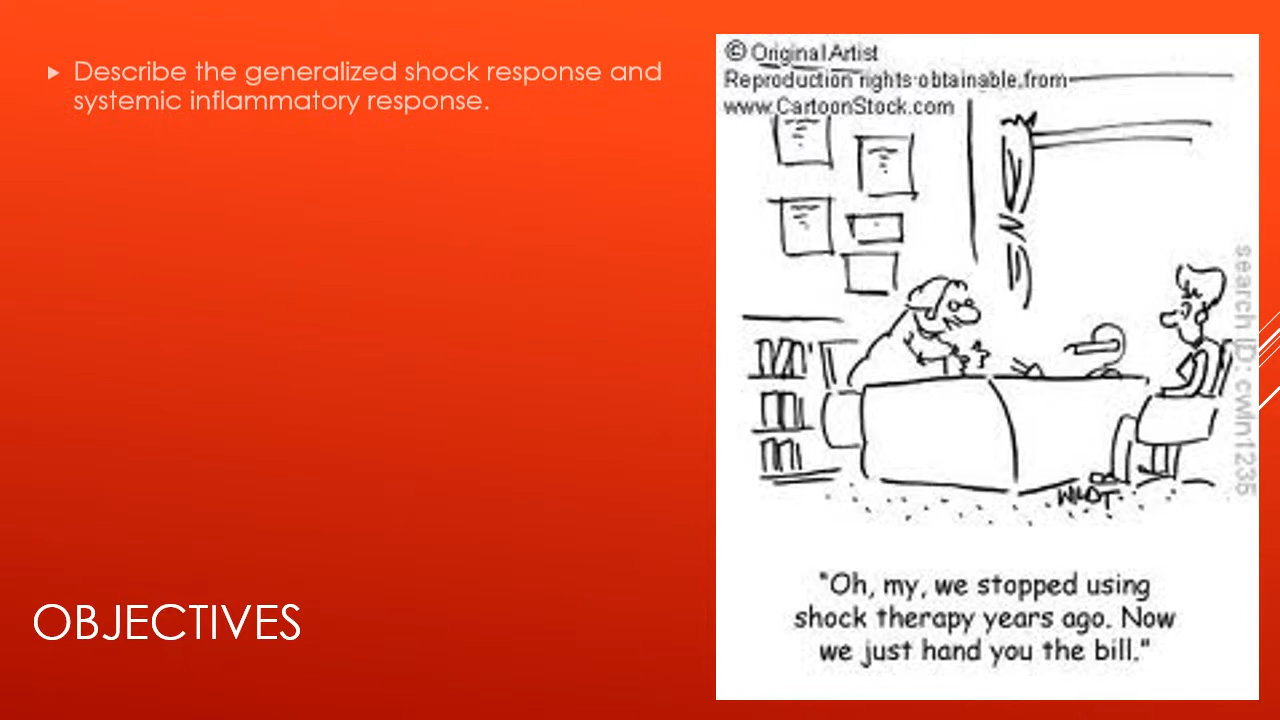 Describe the generalized shock response and
systemic inflammatory response.
OBJECTIVES
© Original Artist
Reproduction rights obtainable from
www.CartoonStock.com
search ID: cwln1235
WILDT
"Oh, my, we stopped using
shock therapy years ago. Now
we just hand you the bill."